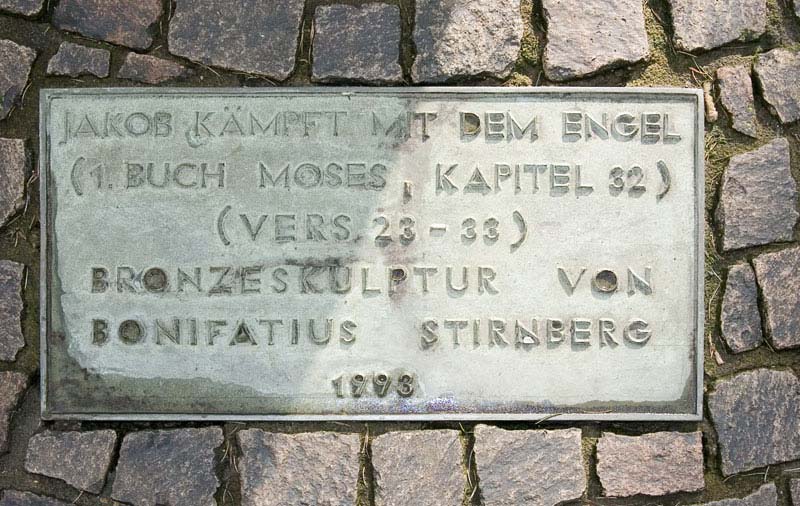 JAKOB KÄMPFT MIT DEM ENGEL
(1. BUCH MOSES, KAPITEL 32)
(VERS. 23-33)
BRONZESKULPTUR VON
BONIFATIUS STIRNBERG
1993